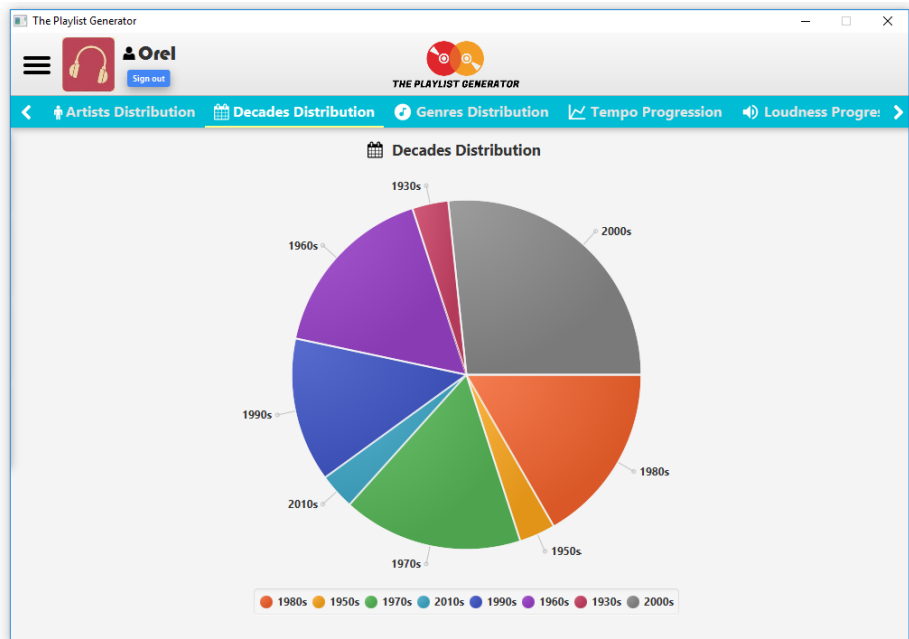 The Playlist Generator
Orel
Sign out
THE PLAYLIST GENERATOR
Artists Distribution Decades Distribution Genres Distribution Tempo Progression Loudness Progres
Decades Distribution
1930s
2000s
1960s
1990s
1980s
2010s
1950s
1970s
1980s 1950s 1970s 2010s 1990s 1960s 1930s 2000s